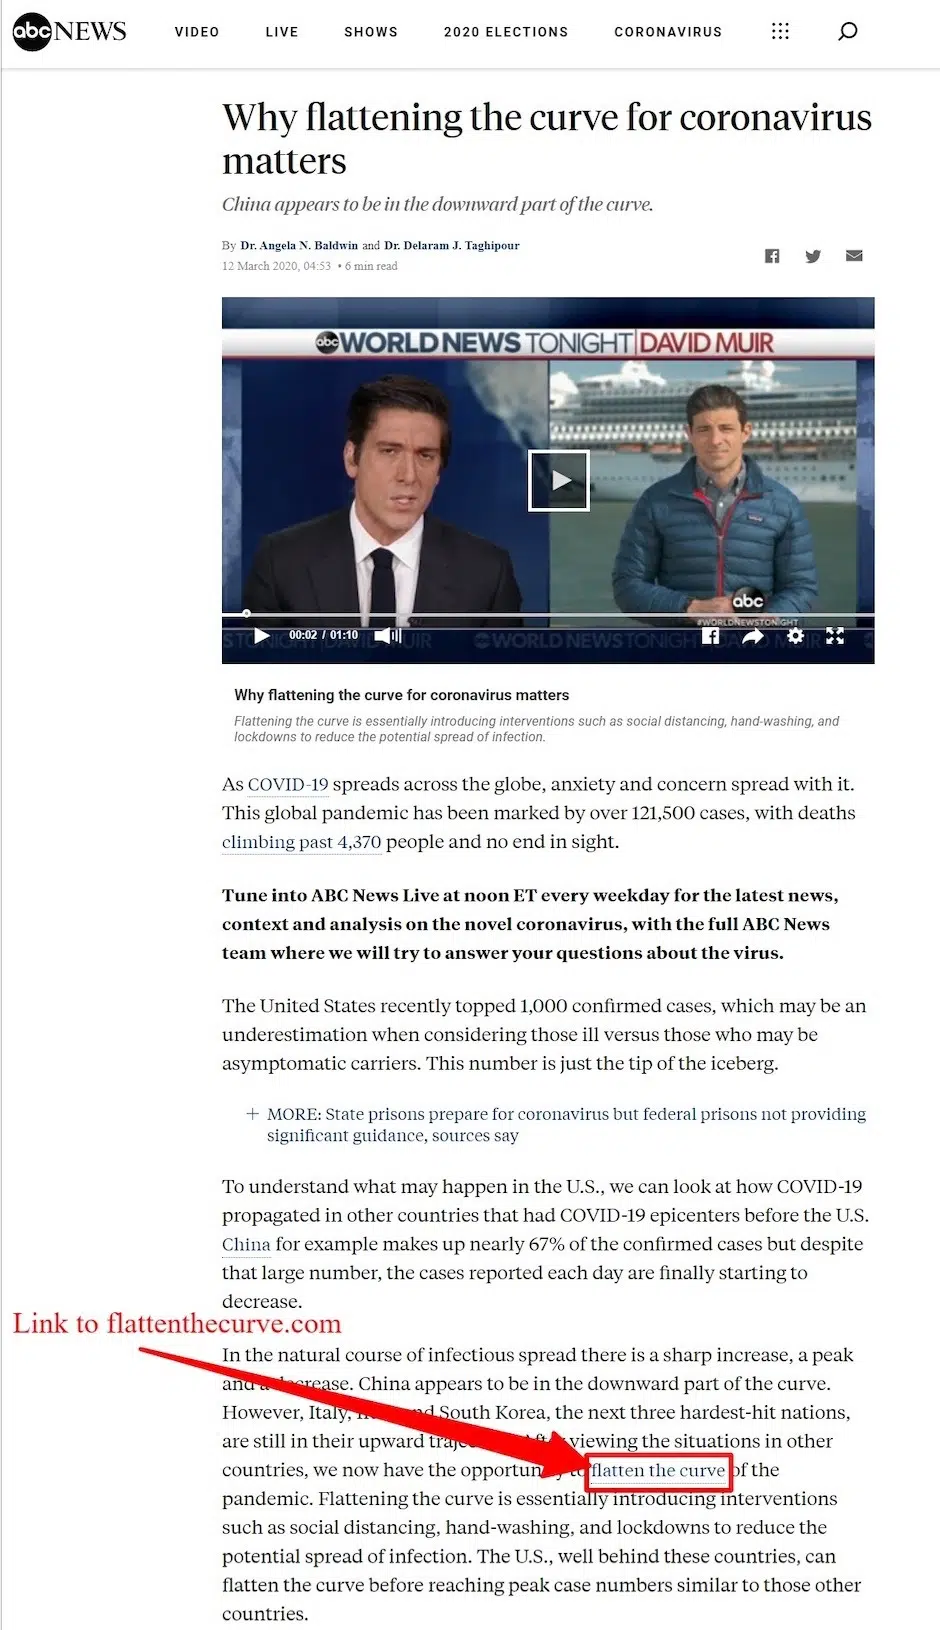 abc NEWS VIDEO LIVE SHOWS 2020 ELECTIONS CORONAVIRUS
Why flattening the curve for coronavirus
matters
China appears to be in the downward part of the curve.
By Dr. Angela N. Baldwin and Dr. Delaram J. Taghipour
12 March 2020, 04:53 • 6 min read
abc WORLD NEWS TONIGHT DAVID MUIR
abc
#WORLDNEWSTONIGHT
00:02 / 01:10
WORLD NEWS TONIGHT
Why flattening the curve for coronavirus matters
Flattening the curve is essentially introducing interventions such as social distancing, hand-washing, and
lockdowns to reduce the potential spread of infection.
As COVID-19 spreads across the globe, anxiety and concern spread with it.
This global pandemic has been marked by over 121,500 cases, with deaths
climbing past 4,370 people and no end in sight.
Tune into ABC News Live at noon ET every weekday for the latest news,
context and analysis on the novel coronavirus, with the full ABC News
team where we will try to answer your questions about the virus.
The United States recently topped 1,000 confirmed cases, which may be an
underestimation when considering those ill versus those who may be
asymptomatic carriers. This number is just the tip of the iceberg.
+ MORE: State prisons prepare for coronavirus but federal prisons not providing
significant guidance, sources say
To understand what may happen in the U.S., we can look at how COVID-19
propagated in other countries that had COVID-19 epicenters before the U.S.
China for example makes up nearly 67% of the confirmed cases but despite
that large number, the cases reported each day are finally starting to
decrease.
Link to flattenthecurve.com
In the natural course of infectious spread there is a sharp increase, a peak
and a decrease. China appears to be in the downward part of the curve.
However, Italy, and South Korea, the next three hardest-hit nations,
are still in their upward After viewing the situations in other
countries, we now have the opportunity to flatten the curve of the
pandemic. Flattening the curve is essentially introducing interventions
such as social distancing, hand-washing, and lockdowns to reduce the
potential spread of infection. The U.S., well behind these countries, can
flatten the curve before reaching peak case numbers similar to those other
countries.